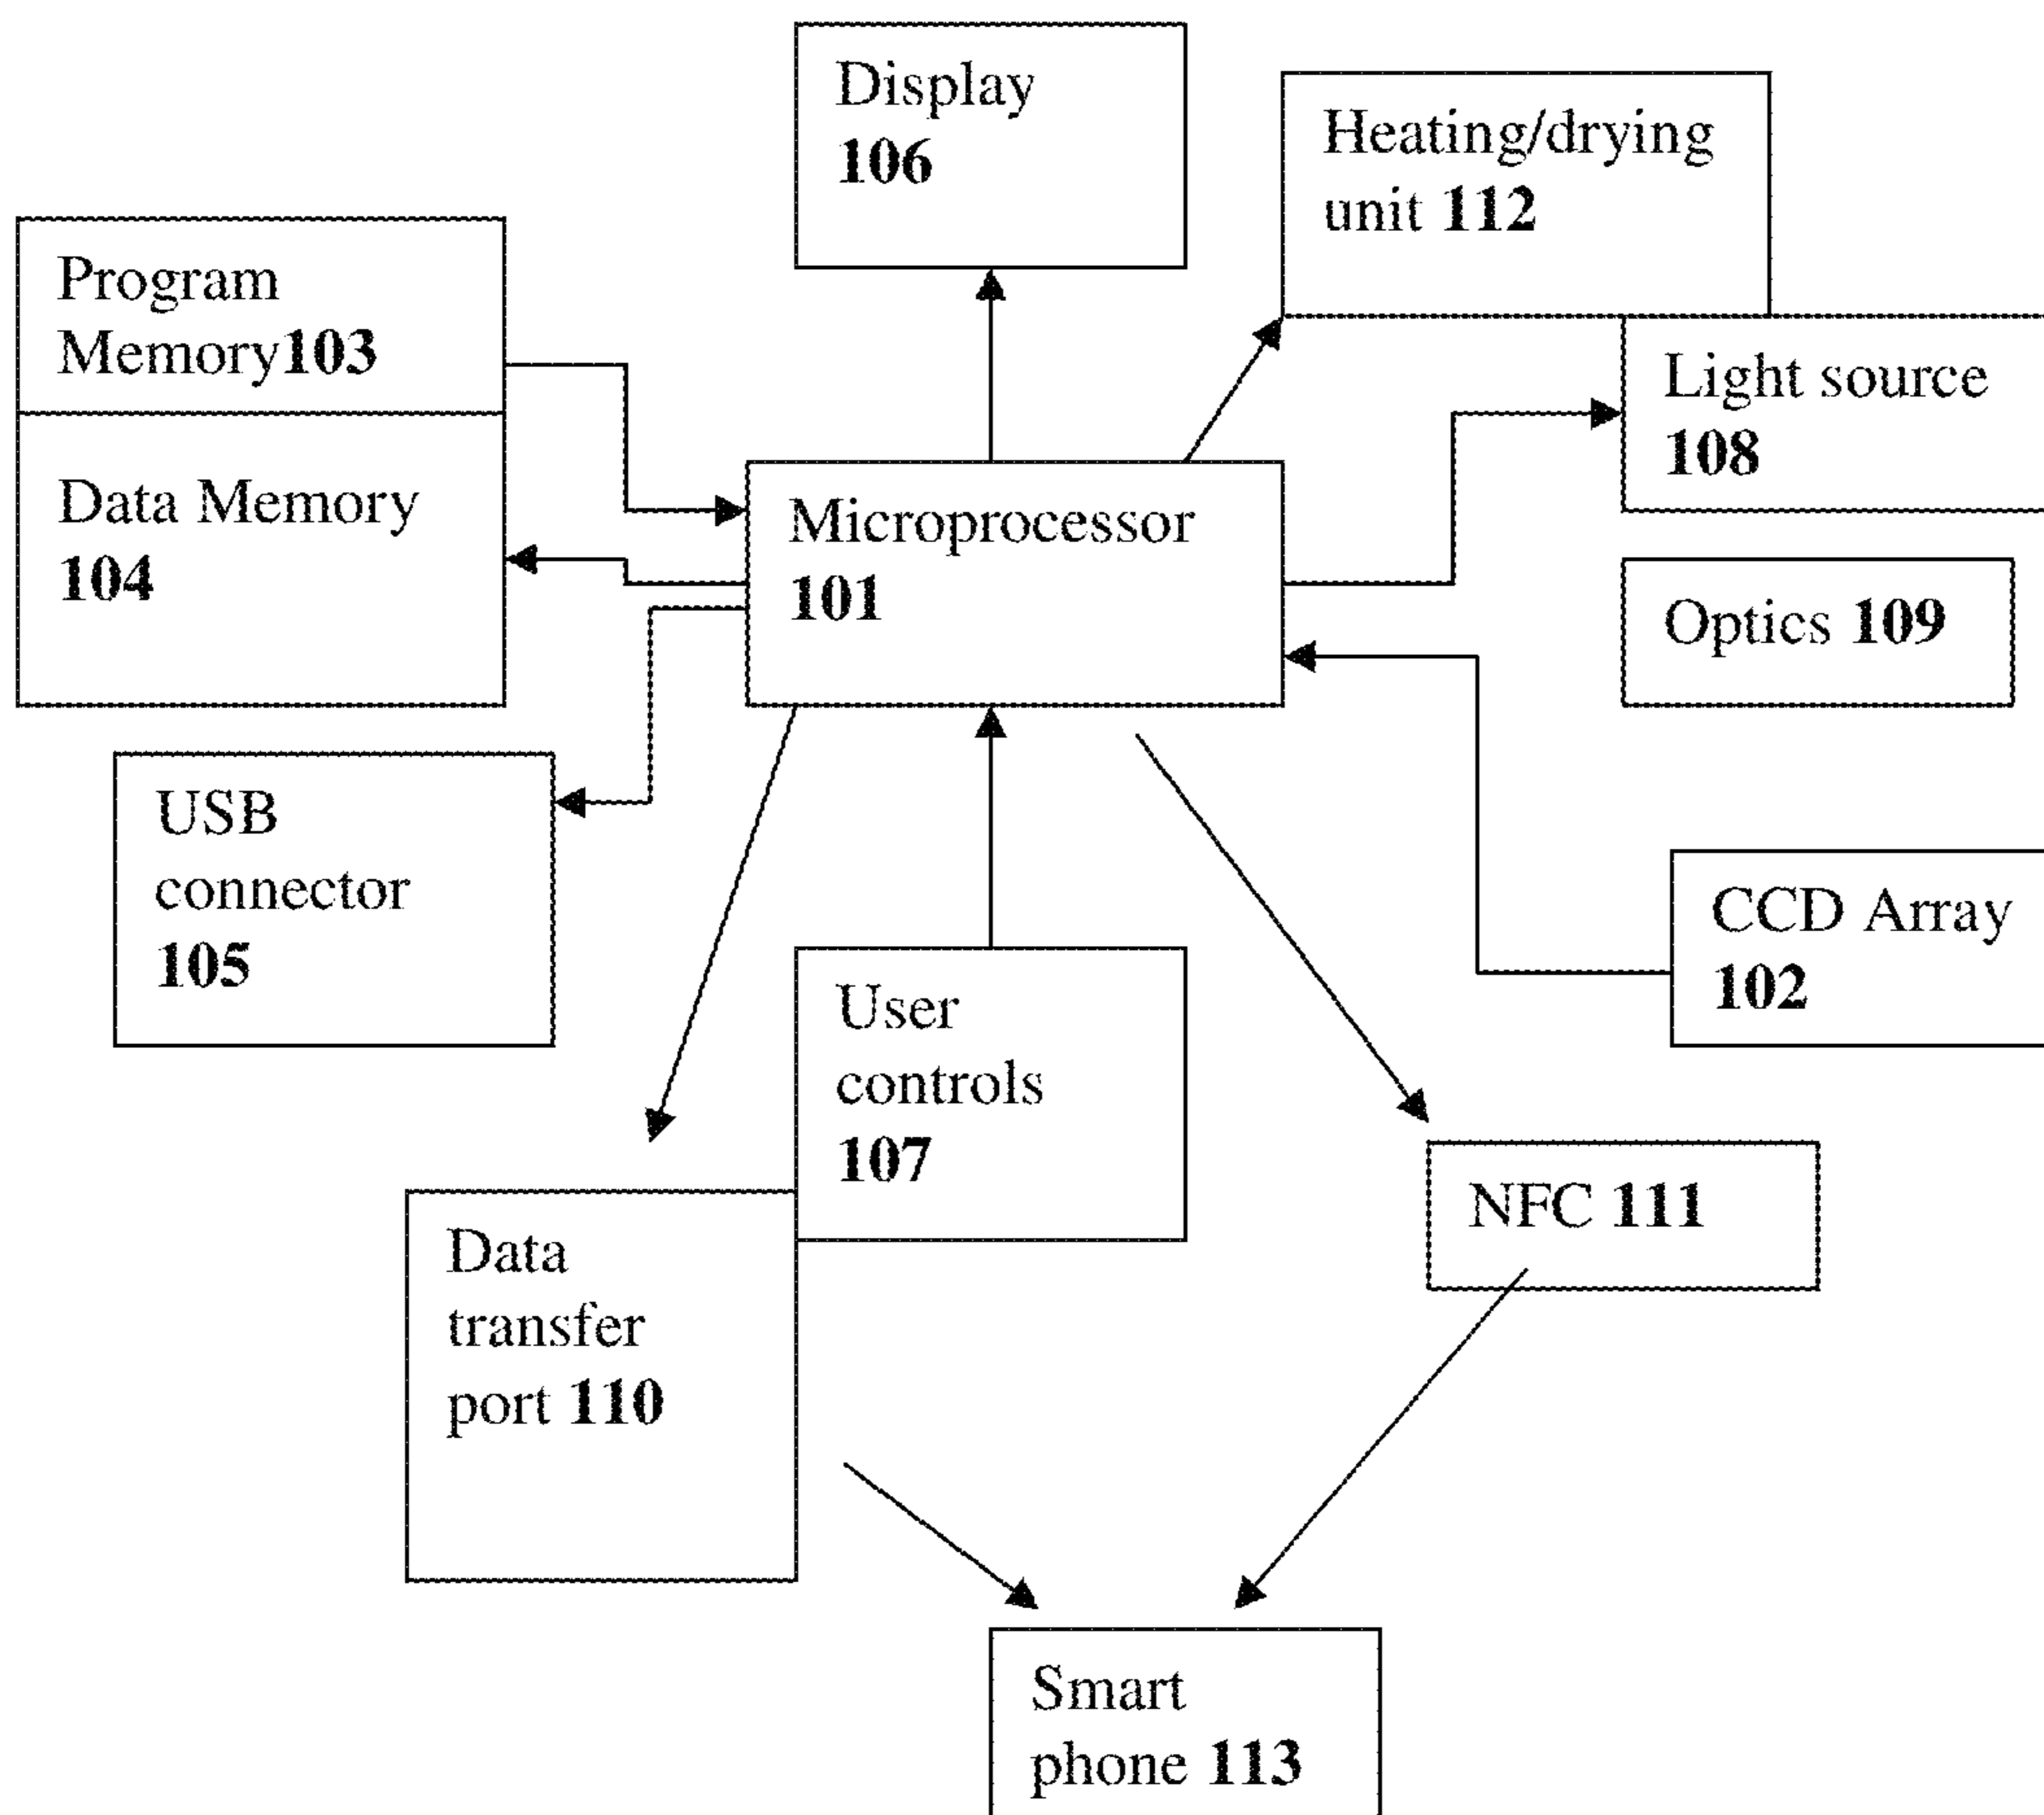 Display
106
Heating/drying
unit 112
Program
Memory103
Light source
108
Data Memory
104
Microprocessor
101
Optics 109
USB
connector
105
CCD Array
102
User
controls
107
NFC 111
Data
transfer
port 110
Smart
phone 113